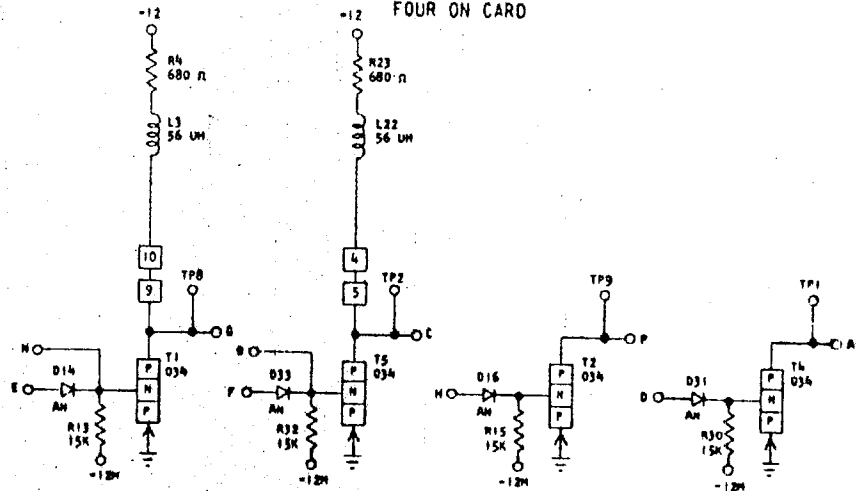 FOUR ON CARD
-12
R4
680 Ω
L3
56 UH
10
9
TP8
G
N
E
D14
AN
R13
15K
-12M
P
N
P
T1
034
-12
R23
680 Ω
L22
56 UH
4
5
TP2
C
B
F
D33
AN
R32
15K
-12M
P
N
P
T5
034
TP9
P
H
D16
AN
R15
15K
-12M
P
N
P
T2
034
TP1
A
D
D31
AN
R30
15K
-12M
P
N
P
T4
034